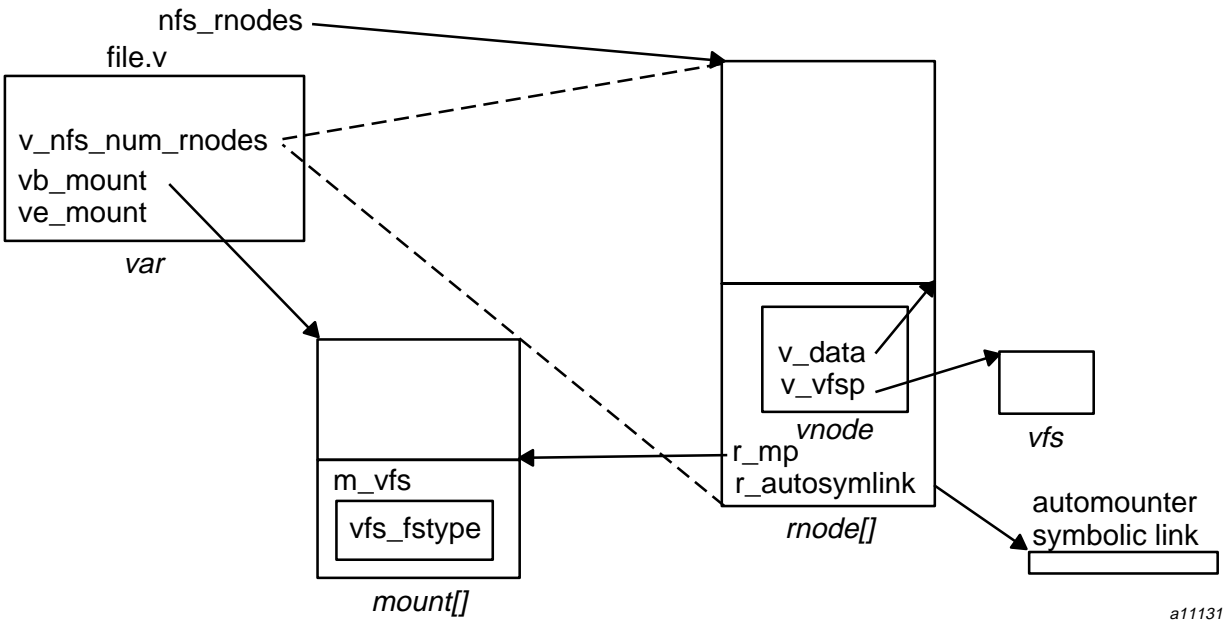 nfs_rnodes
file.v
v_nfs_num_rnodes
vb_mount
ve_mount
var
v_data
v_vfsp
vnode
vfs
r_mp
r_autosymlink
rnode[]
m_vfs
vfs_fstype
mount[]
automounter
symbolic link
a11131